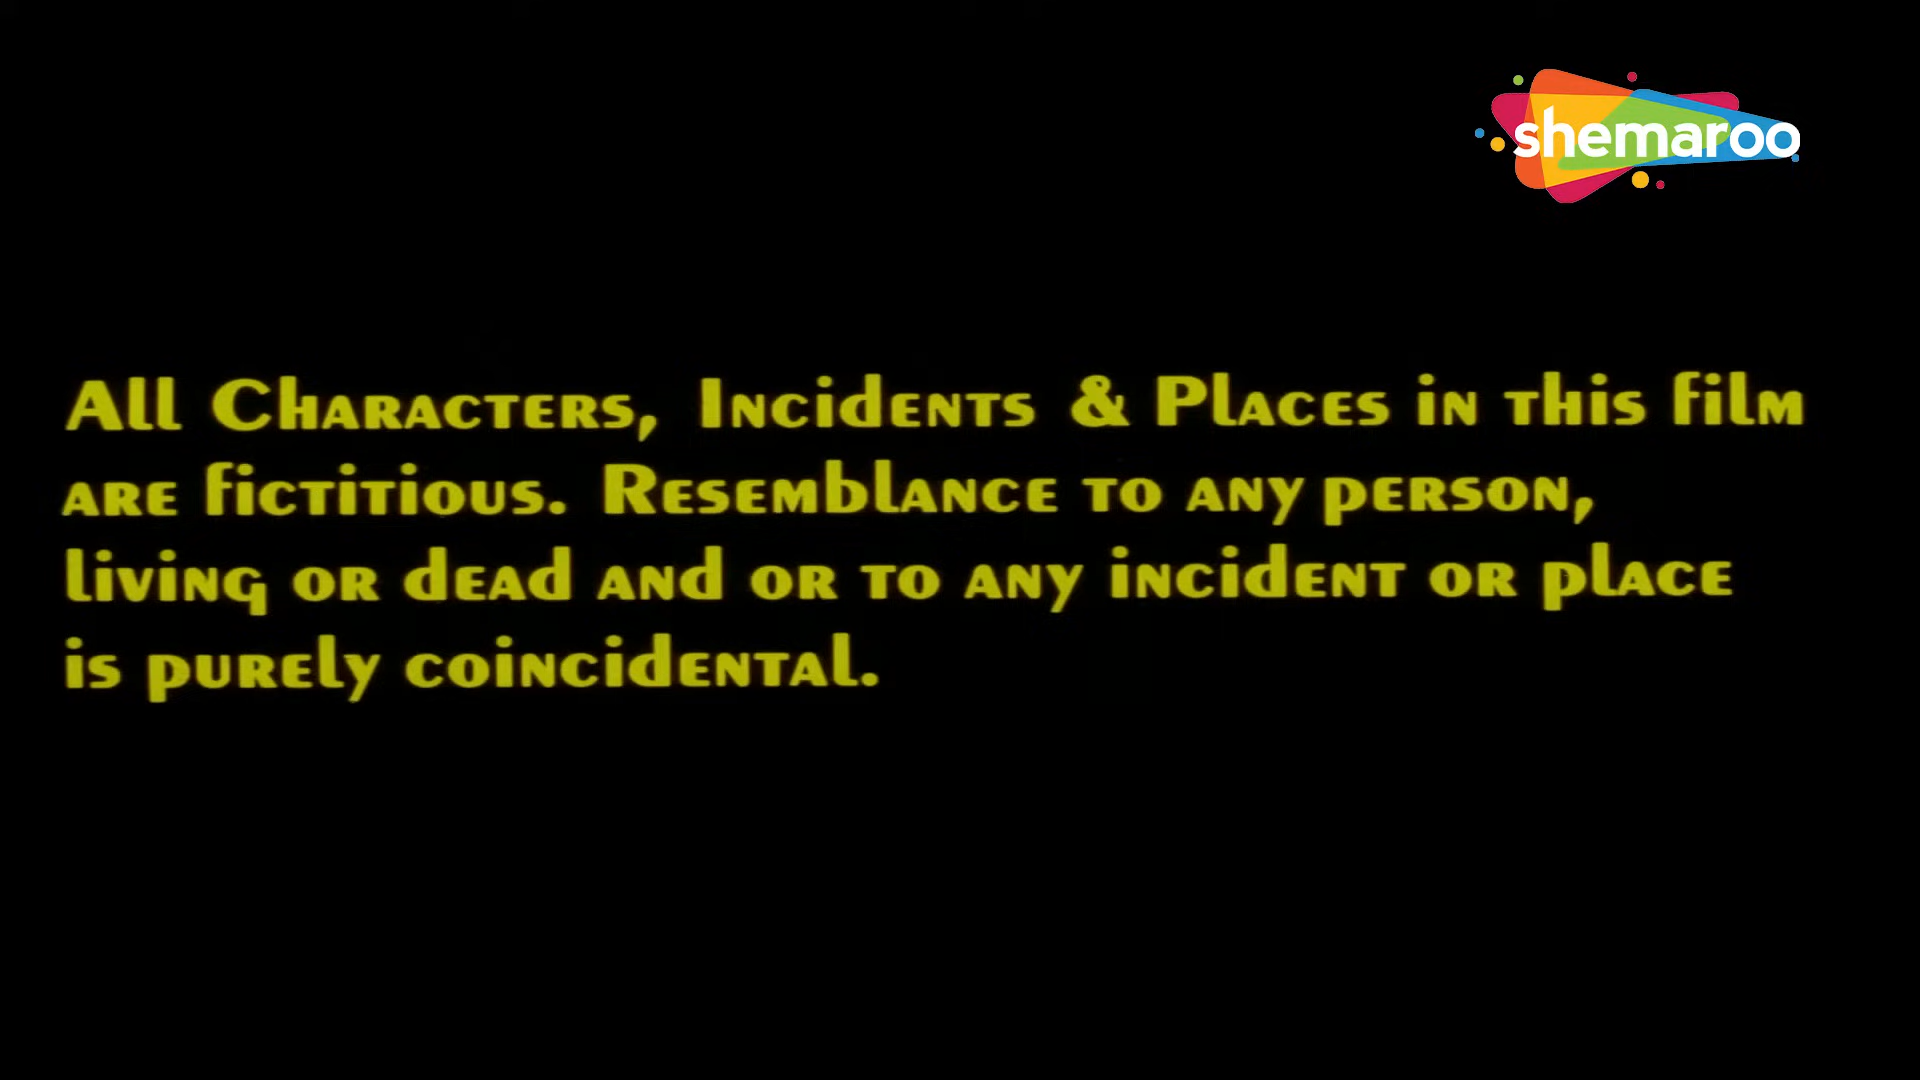 shemaroo
All Characters, Incidents & Places in this film
are fictitious. Resemblance to any person,
living or dead and or to any incident or place
is purely coincidental.